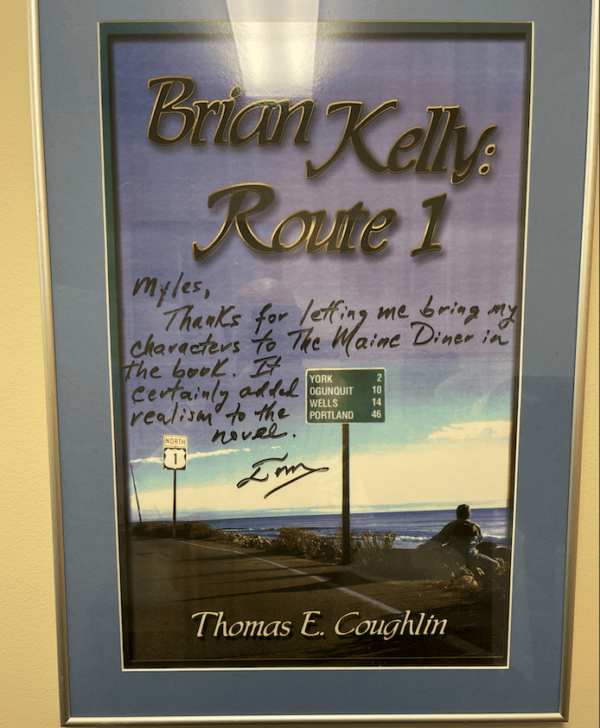 Brian Kelly:
Route 1
Myles,
Thanks for letting me bring my
characters to The Maine Diner in
the book. It
certainly added
realism to the
novel.
Tom
YORK 2
OGUNQUIT 10
WELLS 14
PORTLAND 46
NORTH
1
Thomas E. Coughlin